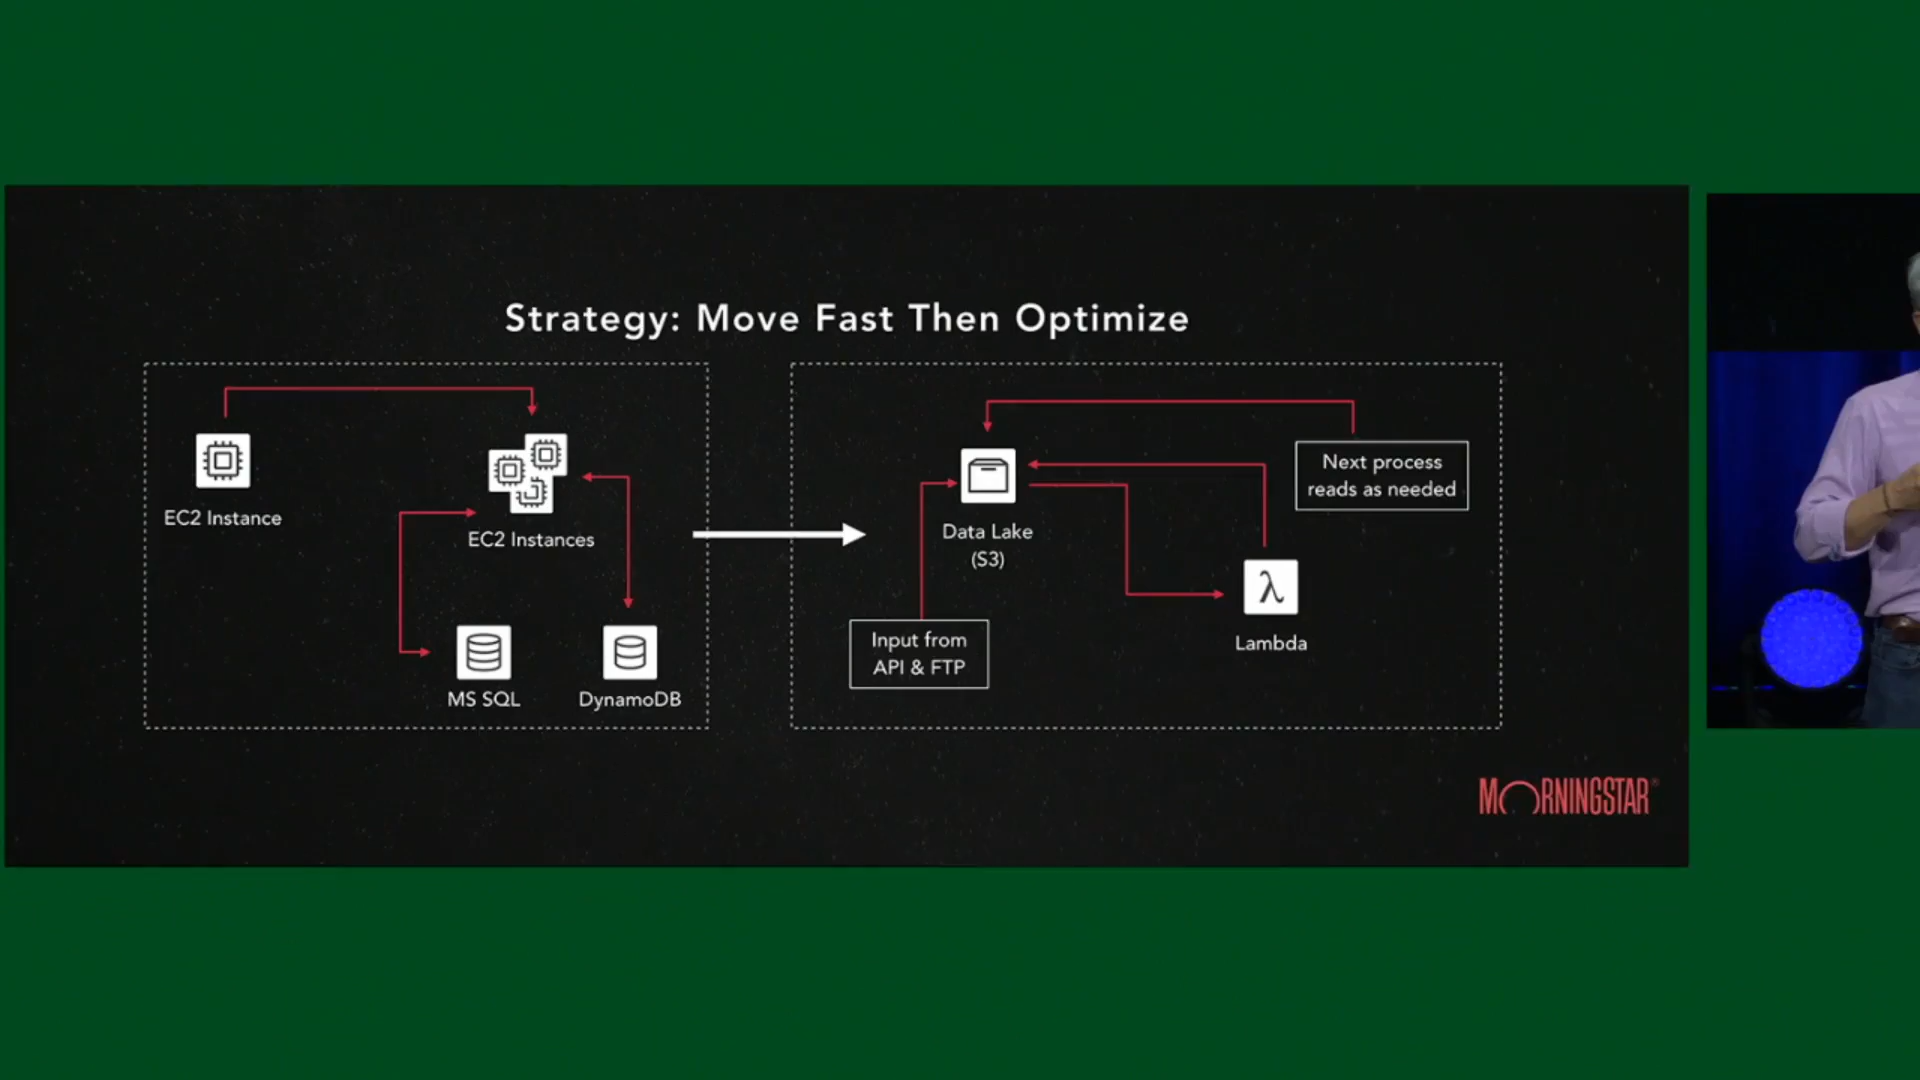 Strategy: Move Fast Then Optimize
EC2 Instance
EC2 Instances
MS SQL
DynamoDB
Data Lake
(S3)
Input from
API & FTP
Next process
reads as needed
λ
Lambda
MORNINGSTAR®